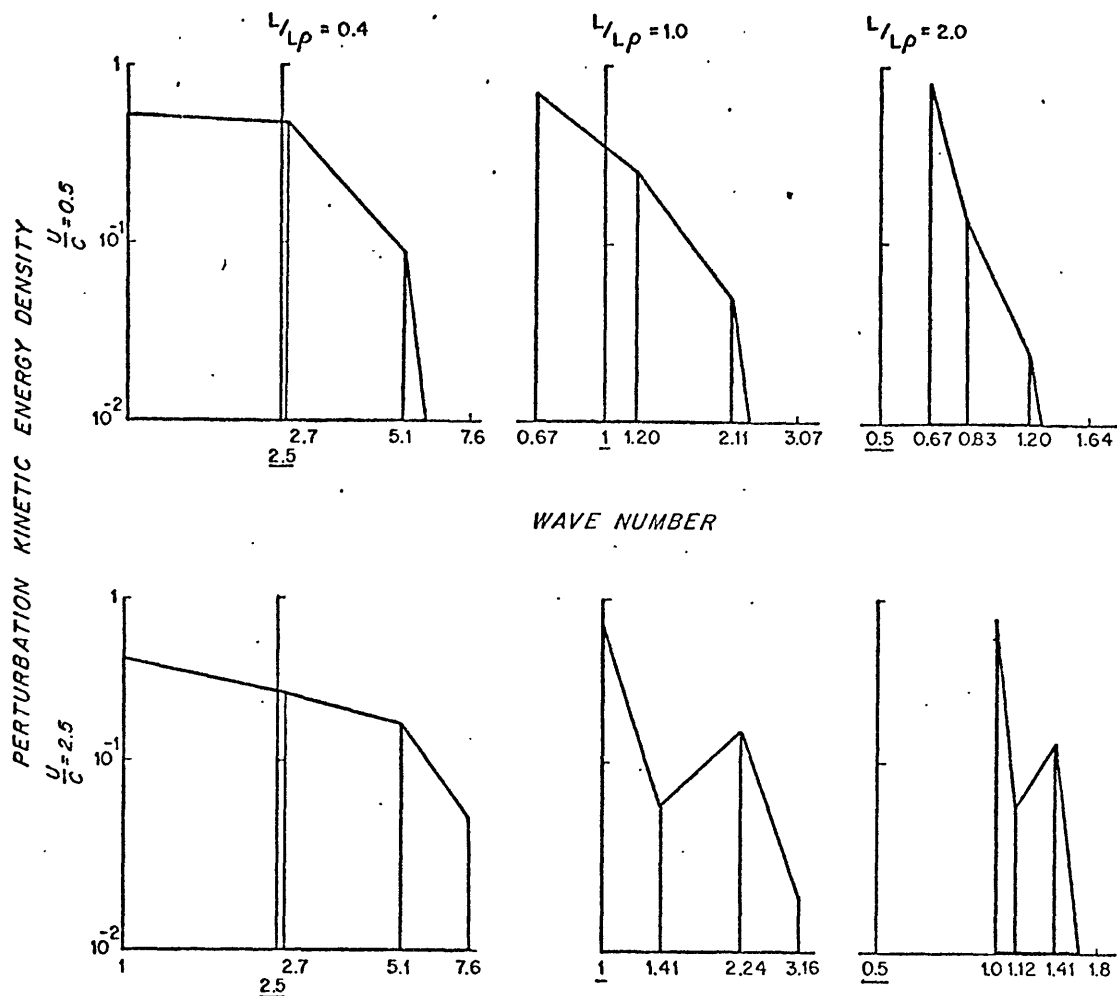 L/Lρ = 0.4
L/Lρ = 1.0
L/Lρ = 2.0
PERTURBATION KINETIC ENERGY DENSITY
U/C = 0.5
1
10^-1
10^-2
2.7 5.1 7.6
2.5
0.67 1 1.20 2.11 3.07
0.5 0.67 0.83 1.20 1.64
WAVE NUMBER
U/C = 2.5
1
10^-1
10^-2
1 2.7 5.1 7.6
2.5
1 1.41 2.24 3.16
0.5 1.0 1.12 1.41 1.8